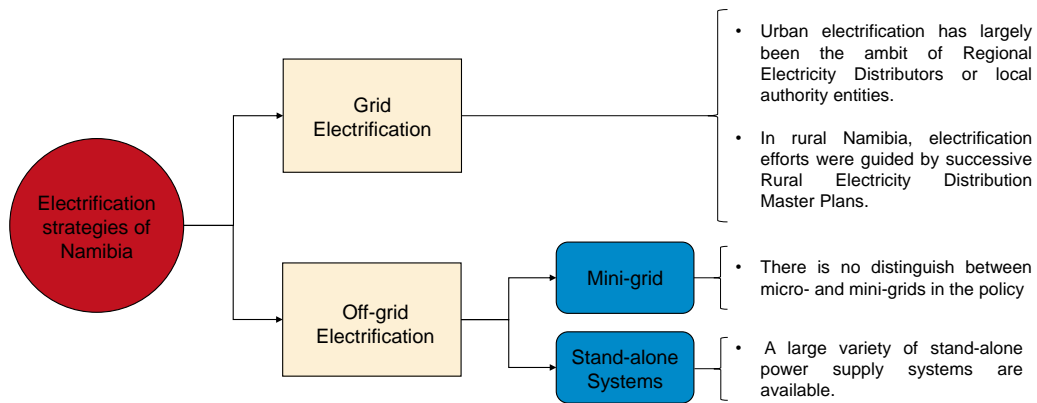 Electrification
strategies of
Namibia
Grid
Electrification
• Urban electrification has largely
been the ambit of Regional
Electricity Distributors or local
authority entities.
• In rural Namibia, electrification
efforts were guided by successive
Rural Electricity Distribution
Master Plans.
Off-grid
Electrification
Mini-grid
• There is no distinguish between
micro- and mini-grids in the policy
Stand-alone
Systems
• A large variety of stand-alone
power supply systems are
available.